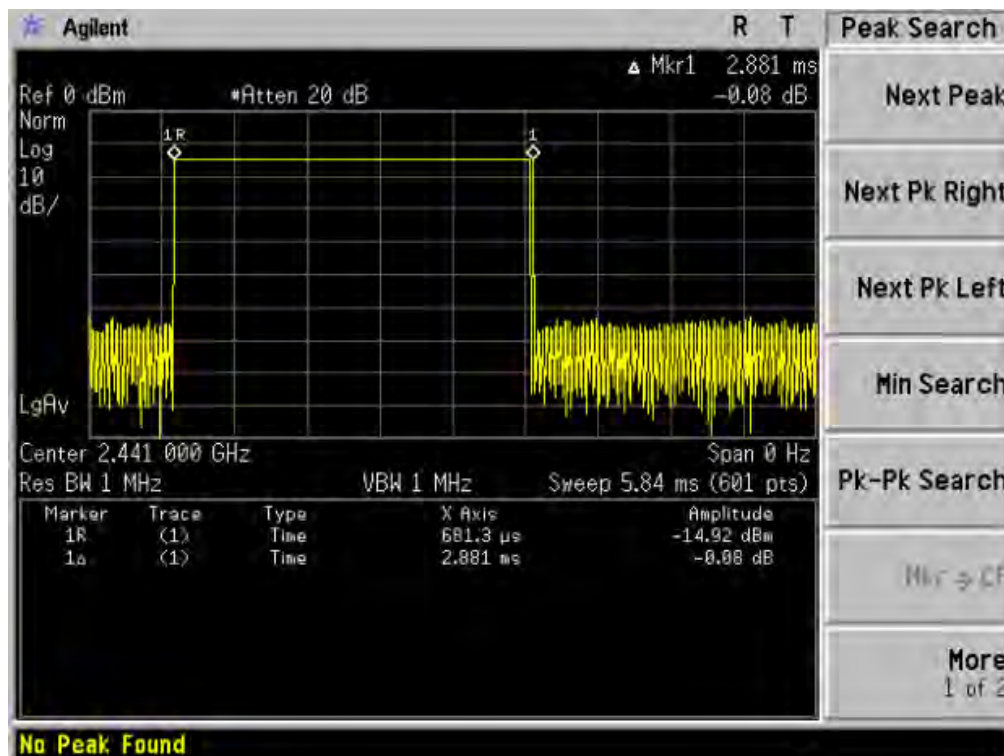 Agilent
R T
Peak Search
Δ Mkr1 2.881 ms
Ref 0 dBm
*Atten 20 dB
-0.08 dB
Norm
Log
10
dB/
1R
1
LgAv
Center 2.441 000 GHz
Span 0 Hz
Res BW 1 MHz
VBW 1 MHz
Sweep 5.84 ms (601 pts)
Marker Trace Type X Axis Amplitude
1R (1) Time 681.3 µs -14.92 dBm
1Δ (1) Time 2.881 ms -0.08 dB
No Peak Found
Next Peak
Next Pk Right
Next Pk Left
Min Search
Pk-Pk Search
Mkr → CF
More
1 of 2